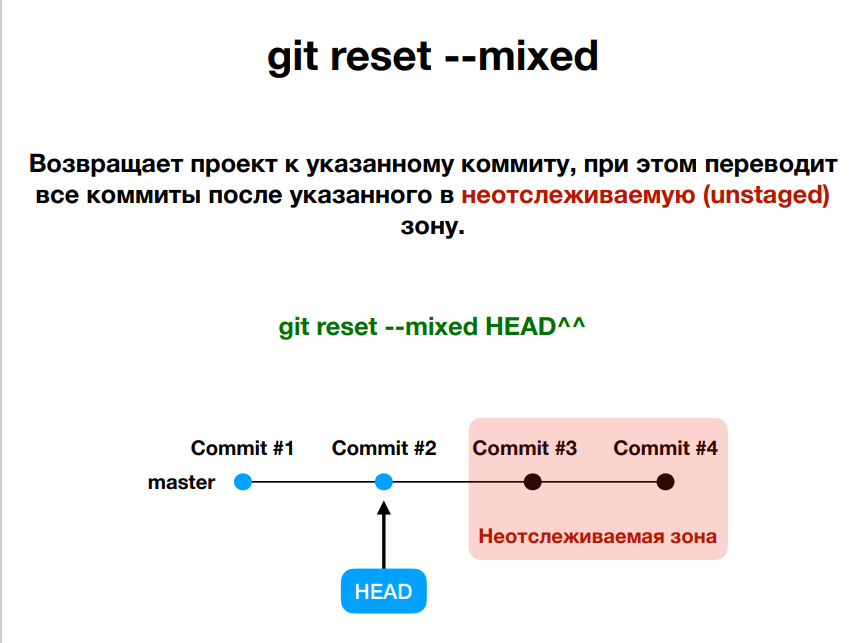 git reset --mixed
Возвращает проект к указанному коммиту, при этом переводит
все коммиты после указанного в неотслеживаемую (unstaged)
зону.
git reset --mixed HEAD^^
Commit #1 Commit #2 Commit #3 Commit #4
master
Неотслеживаемая зона
HEAD